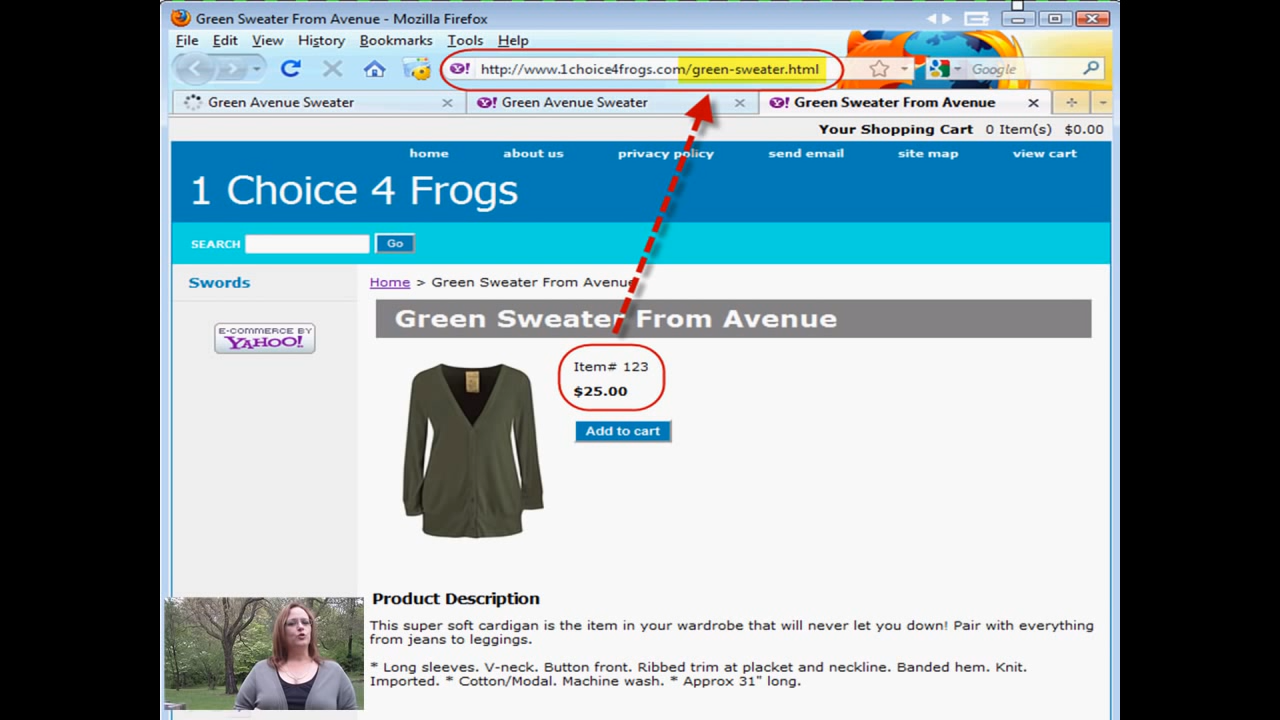 Green Sweater From Avenue - Mozilla Firefox
File Edit View History Bookmarks Tools Help
http://www.1choice4frogs.com/green-sweater.html
Google
Green Avenue Sweater
Green Avenue Sweater
Green Sweater From Avenue
Your Shopping Cart 0 Item(s) $0.00
home about us privacy policy send email site map view cart
1 Choice 4 Frogs
SEARCH Go
Swords
Home > Green Sweater From Avenue
E-COMMERCE BY
YAHOO!
Green Sweater From Avenue
Item# 123
$25.00
Add to cart
Product Description
This super soft cardigan is the item in your wardrobe that will never let you down! Pair with everything
from jeans to leggings.
* Long sleeves. V-neck. Button front. Ribbed trim at placket and neckline. Banded hem. Knit.
Imported. * Cotton/Modal. Machine wash. * Approx 31" long.